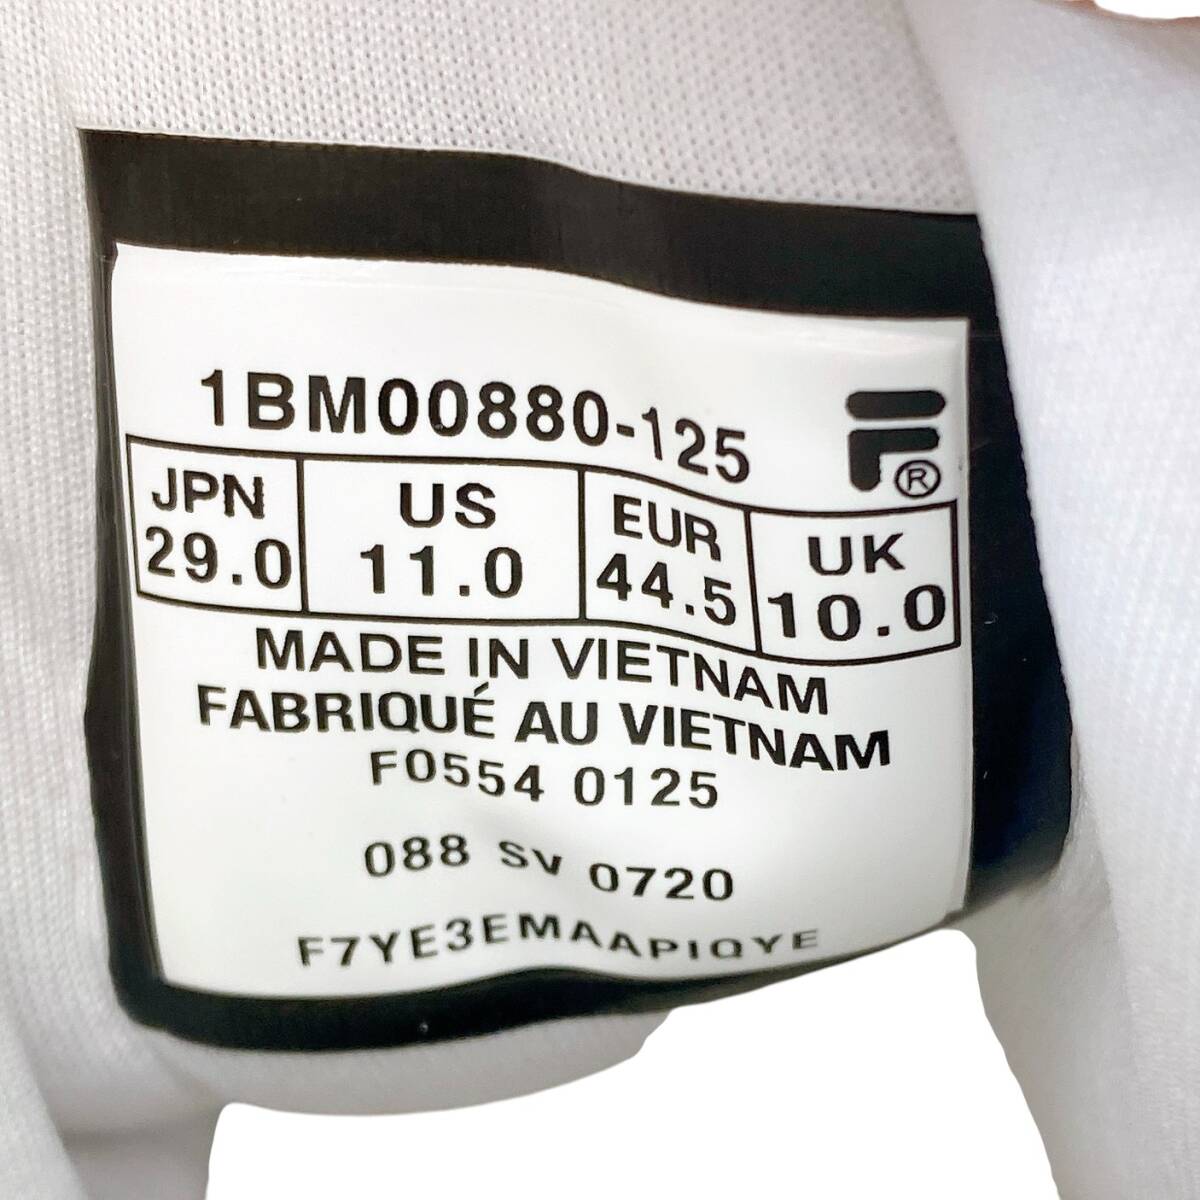 1BM00880-125
F®
JPN US EUR UK
29.0 11.0 44.5 10.0
MADE IN VIETNAM
FABRIQUÉ AU VIETNAM
F0554 0125
088 SV 0720
F7YE3EMAAPIQYE